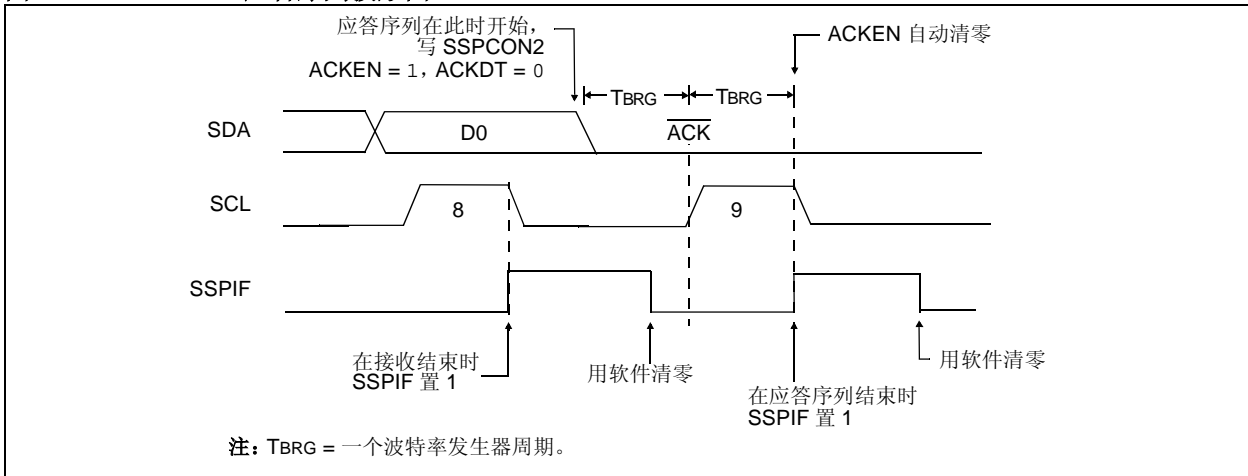 应答序列在此时开始，
写 SSPCON2
ACKEN = 1，ACKDT = 0
ACKEN 自动清零
TBRG
TBRG
SDA
D0
ACK
SCL
8
9
SSPIF
在接收结束时
SSPIF 置 1
用软件清零
在应答序列结束时
SSPIF 置 1
用软件清零
注：TBRG = 一个波特率发生器周期。